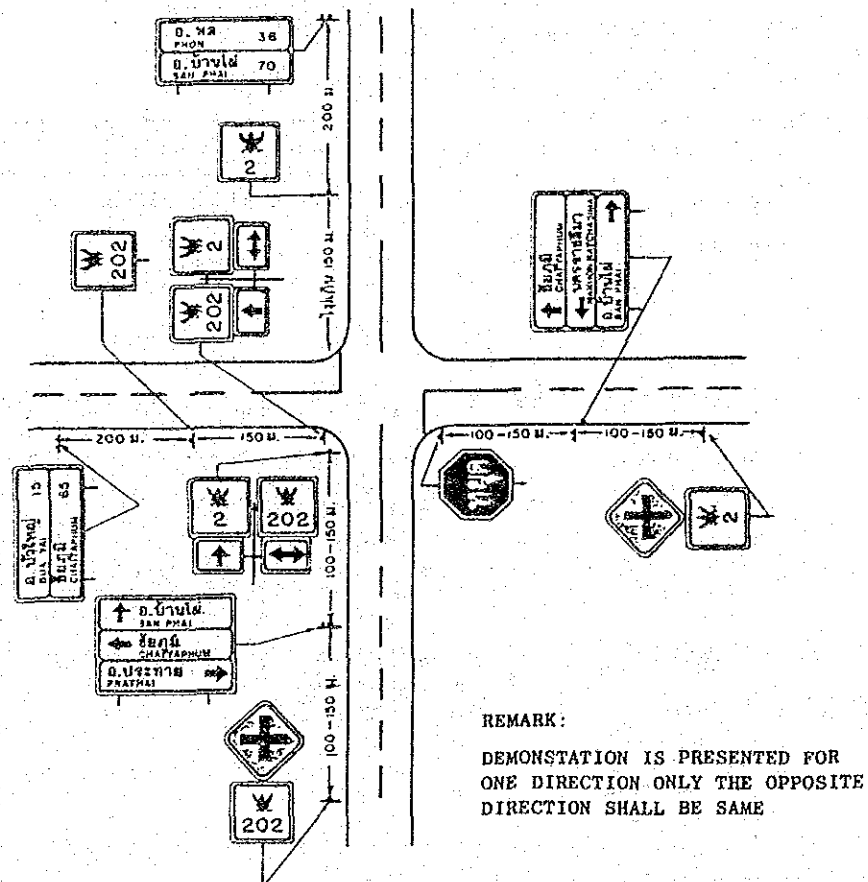 อ. พล 36
PHON
อ. บ้านไผ่ 70
BAN PHAI
200 ม.
2
202
2
202
ไม่เกิน 150 ม.
ชัยภูมิ
CHAIYAPHUM
นครราชสีมา
NAKHON RATCHASIMA
อ. บ้านไผ่
BAN PHAI
200 ม.
150 ม.
100-150 ม.
100-150 ม.
อ. บัวใหญ่ 15
BUA YAI
ชัยภูมิ 65
CHAIYAPHUM
2
202
หยุด
2
100-150 ม.
อ. บ้านไผ่
BAN PHAI
ชัยภูมิ
CHAIYAPHUM
อ. ประทาย
PRATHAI
100-150 ม.
202
REMARK:
DEMONSTATION IS PRESENTED FOR
ONE DIRECTION ONLY THE OPPOSITE
DIRECTION SHALL BE SAME